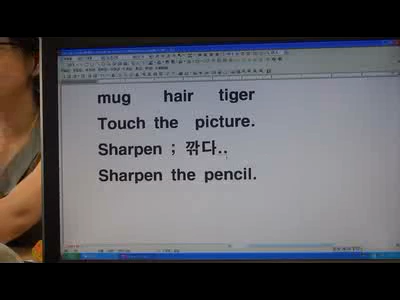 mug hair tiger
Touch the picture.
Sharpen ; 깎다..
Sharpen the pencil.